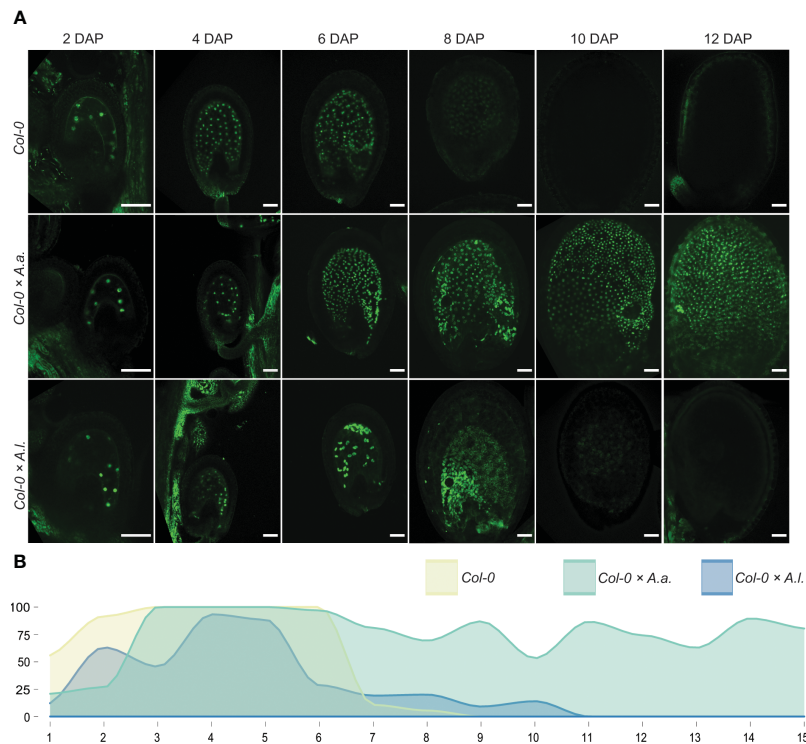 A
2 DAP 4 DAP 6 DAP 8 DAP 10 DAP 12 DAP
Col-0
Col-0 × A.a.
Col-0 × A.l.
B
Col-0 Col-0 × A.a. Col-0 × A.l.
100
75
50
25
0
1 2 3 4 5 6 7 8 9 10 11 12 13 14 15